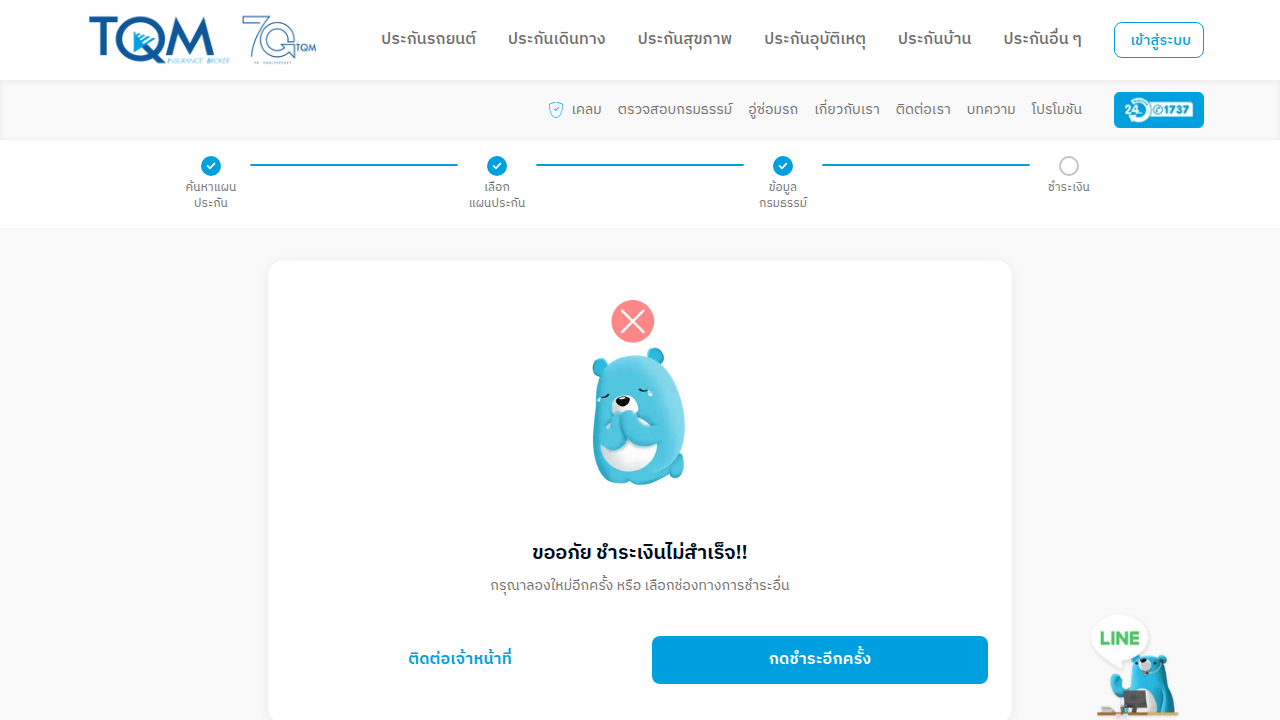 TQM
INSURANCE BROKER
TQM
70 ANNIVERSARY
ประกันรถยนต์
ประกันเดินทาง
ประกันสุขภาพ
ประกันอุบัติเหตุ
ประกันบ้าน
ประกันอื่น ๆ
เข้าสู่ระบบ
เคลม
ตรวจสอบกรมธรรม์
อู่ซ่อมรถ
เกี่ยวกับเรา
ติดต่อเรา
บทความ
โปรโมชัน
24
1737
ค้นหาแผน
ประกัน
เลือก
แผนประกัน
ข้อมูล
กรมธรรม์
ชำระเงิน
ขออภัย ชำระเงินไม่สำเร็จ!!
กรุณาลองใหม่อีกครั้ง หรือ เลือกช่องทางการชำระอื่น
ติดต่อเจ้าหน้าที่
กดชำระอีกครั้ง
LINE